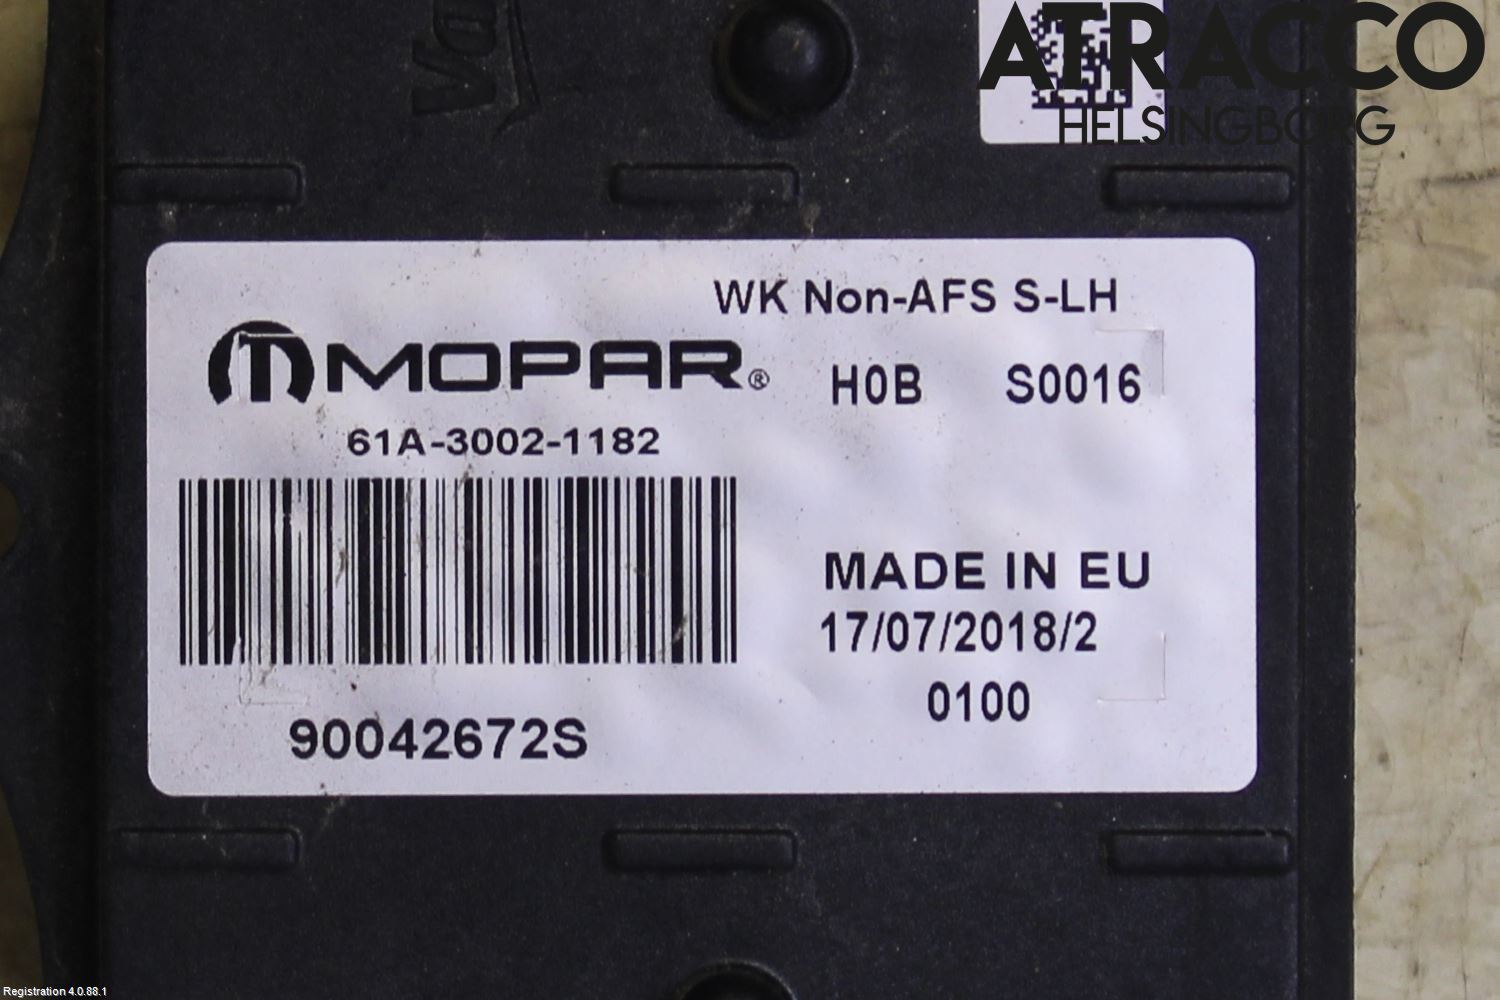 ATRACCO
HELSINGBORG
WK Non-AFS S-LH
MOPAR®
H0B S0016
61A-3002-1182
MADE IN EU
17/07/2018/2
0100
90042672S
Registration 4.0.88.1